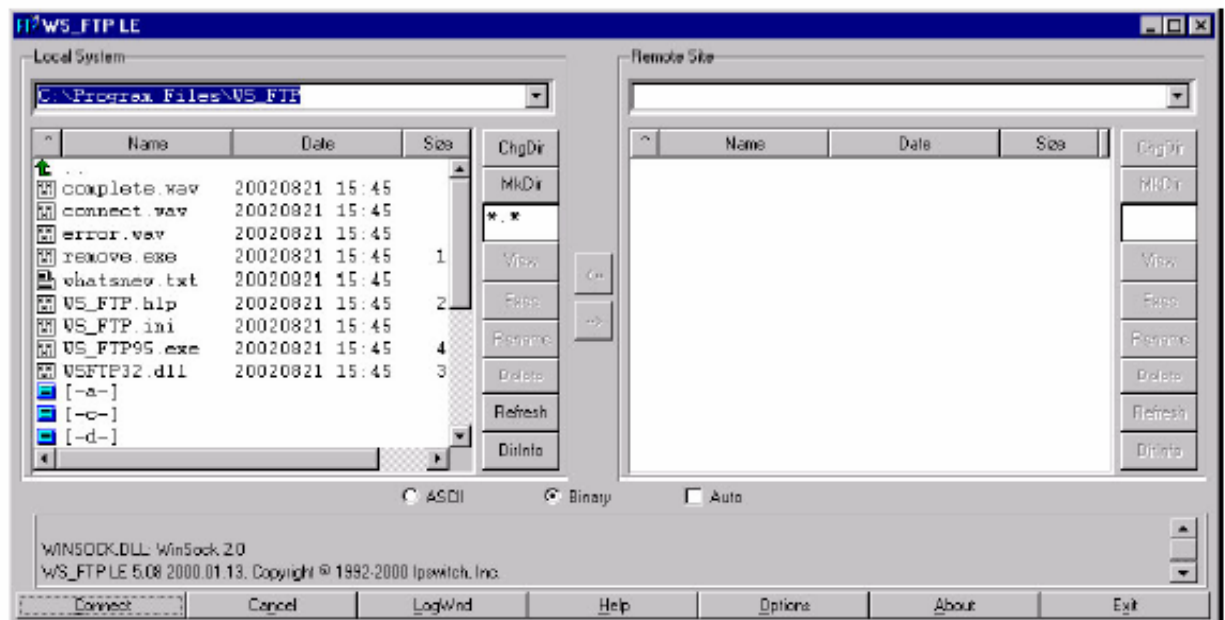 WS_FTP LE
Local System
Remote Site
C:\Program Files\WS_FTP
^ Name Date Size
ChgDir
^ Name Date Size
ChgDir
..
MkDir
MkDir
complete.wav 20020821 15:45
connect.wav 20020821 15:45
*.*
error.wav 20020821 15:45
remove.exe 20020821 15:45 1
View
View
<--
whatsnew.txt 20020821 15:45
WS_FTP.hlp 20020821 15:45 2
Exec
Exec
-->
WS_FTP.ini 20020821 15:45
Rename
Rename
WS_FTP95.exe 20020821 15:45 4
WSFTP32.dll 20020821 15:45 3
Delete
Delete
[-a-]
[-c-]
Refresh
Refresh
[-d-]
DirInfo
DirInfo
ASCII Binary Auto
WINSOCK.DLL: WinSock 2.0
WS_FTP LE 5.08 2000.01.13, Copyright © 1992-2000 Ipswitch, Inc.
Connect Cancel LogWnd Help Options About Exit